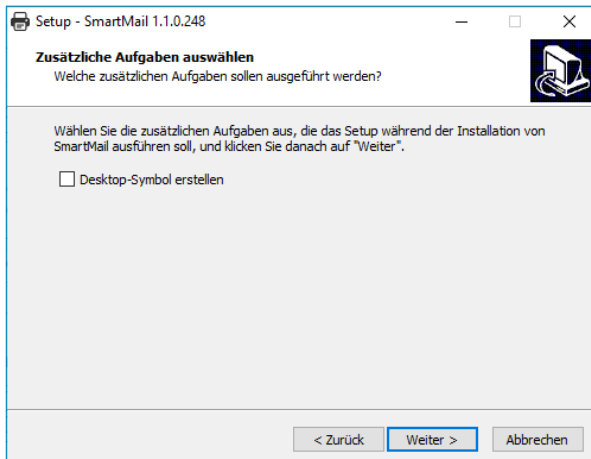 Setup - SmartMail 1.1.0.248
Zusätzliche Aufgaben auswählen
Welche zusätzlichen Aufgaben sollen ausgeführt werden?
Wählen Sie die zusätzlichen Aufgaben aus, die das Setup während der Installation von
SmartMail ausführen soll, und klicken Sie danach auf "Weiter".
Desktop-Symbol erstellen
< Zurück Weiter > Abbrechen